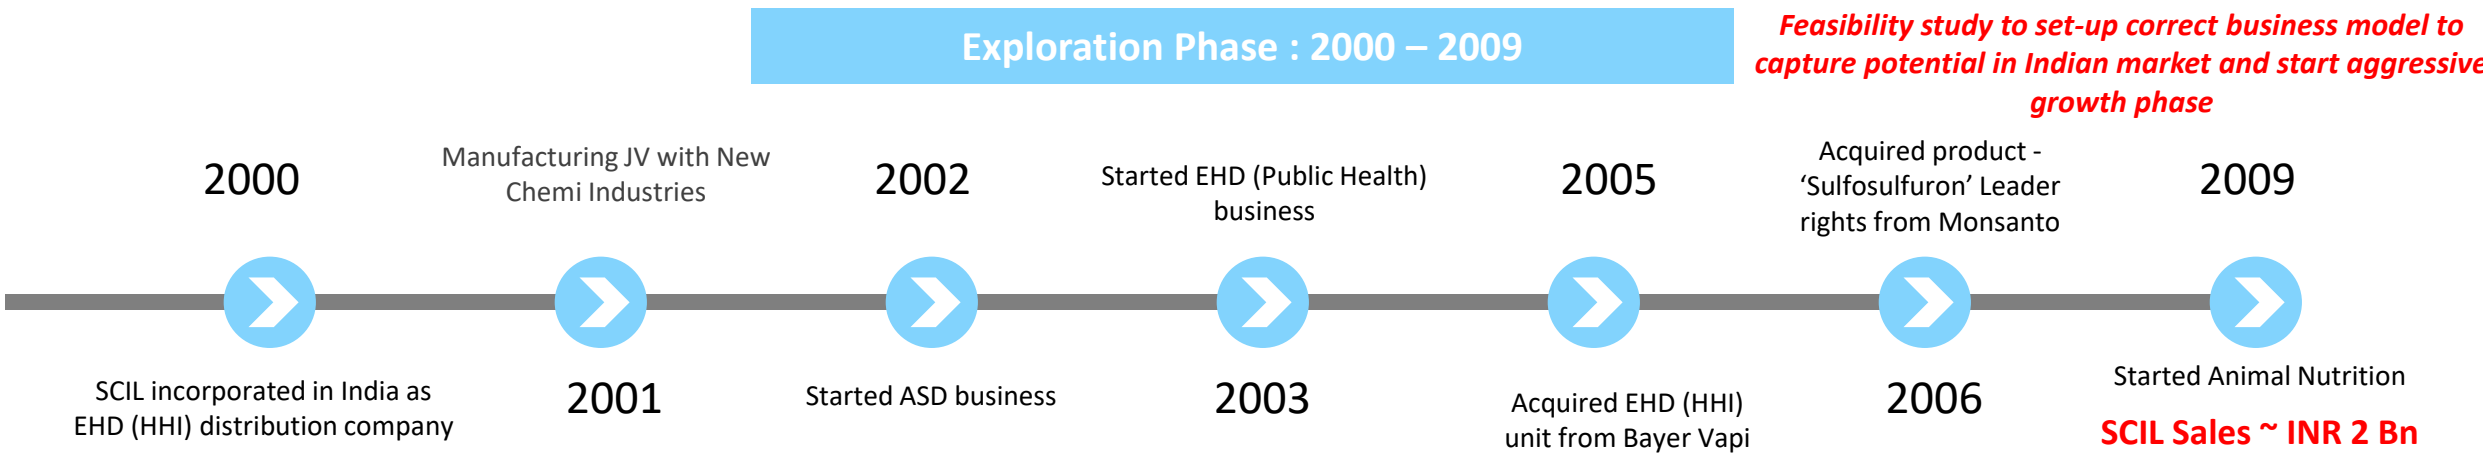 Exploration Phase : 2000 – 2009
Feasibility study to set-up correct business model to
capture potential in Indian market and start aggressive
growth phase
2000
SCIL incorporated in India as
EHD (HHI) distribution company
Manufacturing JV with New
Chemi Industries
2001
2002
Started ASD business
Started EHD (Public Health)
business
2003
2005
Acquired EHD (HHI)
unit from Bayer Vapi
Acquired product -
‘Sulfosulfuron’ Leader
rights from Monsanto
2006
2009
Started Animal Nutrition
SCIL Sales ~ INR 2 Bn